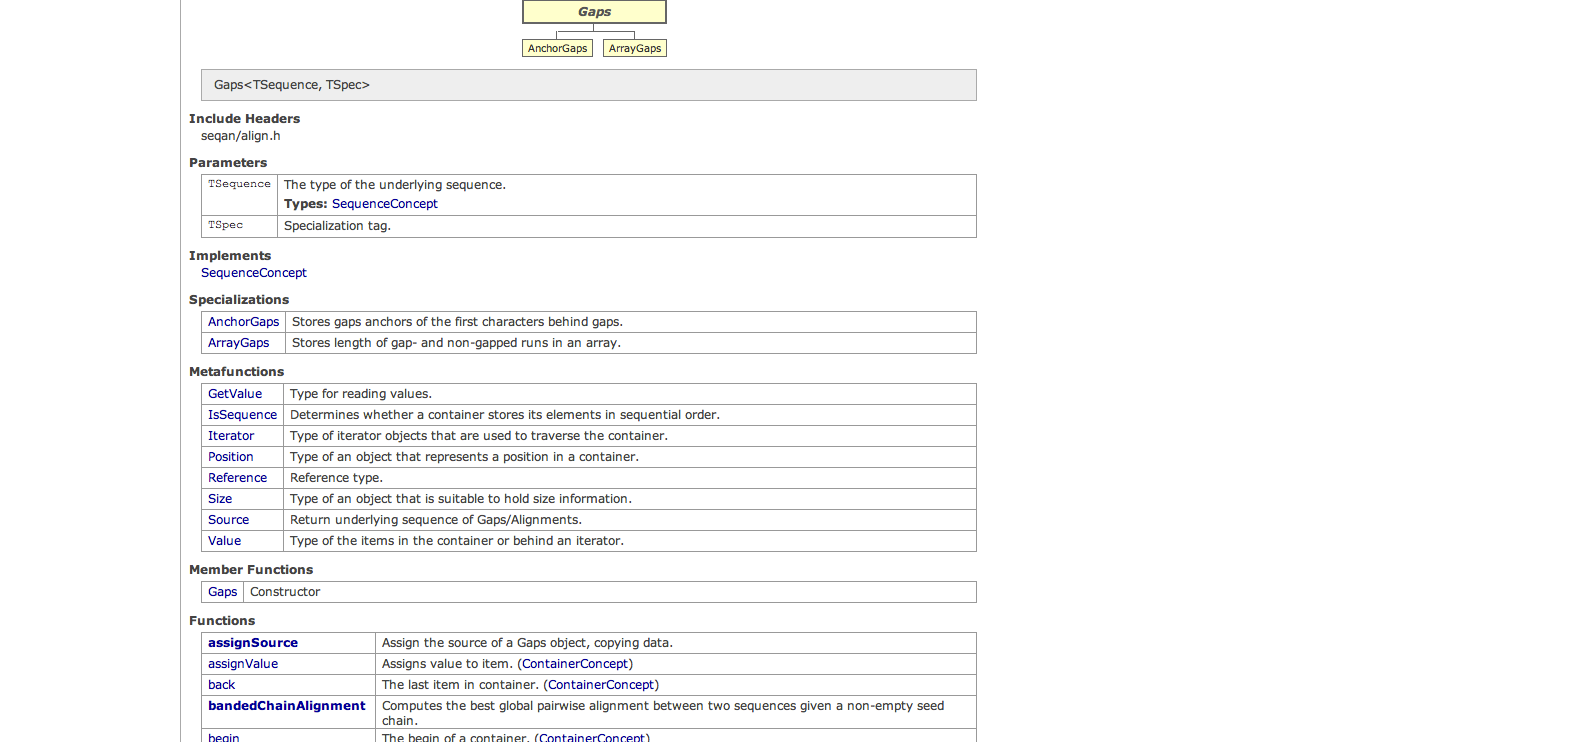 Gaps
AnchorGaps ArrayGaps
Gaps<TSequence, TSpec>
Include Headers
seqan/align.h
Parameters
TSequence The type of the underlying sequence.
Types: SequenceConcept
TSpec Specialization tag.
Implements
SequenceConcept
Specializations
AnchorGaps Stores gaps anchors of the first characters behind gaps.
ArrayGaps Stores length of gap- and non-gapped runs in an array.
Metafunctions
GetValue Type for reading values.
IsSequence Determines whether a container stores its elements in sequential order.
Iterator Type of iterator objects that are used to traverse the container.
Position Type of an object that represents a position in a container.
Reference Reference type.
Size Type of an object that is suitable to hold size information.
Source Return underlying sequence of Gaps/Alignments.
Value Type of the items in the container or behind an iterator.
Member Functions
Gaps Constructor
Functions
assignSource Assign the source of a Gaps object, copying data.
assignValue Assigns value to item. (ContainerConcept)
back The last item in container. (ContainerConcept)
bandedChainAlignment Computes the best global pairwise alignment between two sequences given a non-empty seed
chain.
begin The begin of a container. (ContainerConcept)